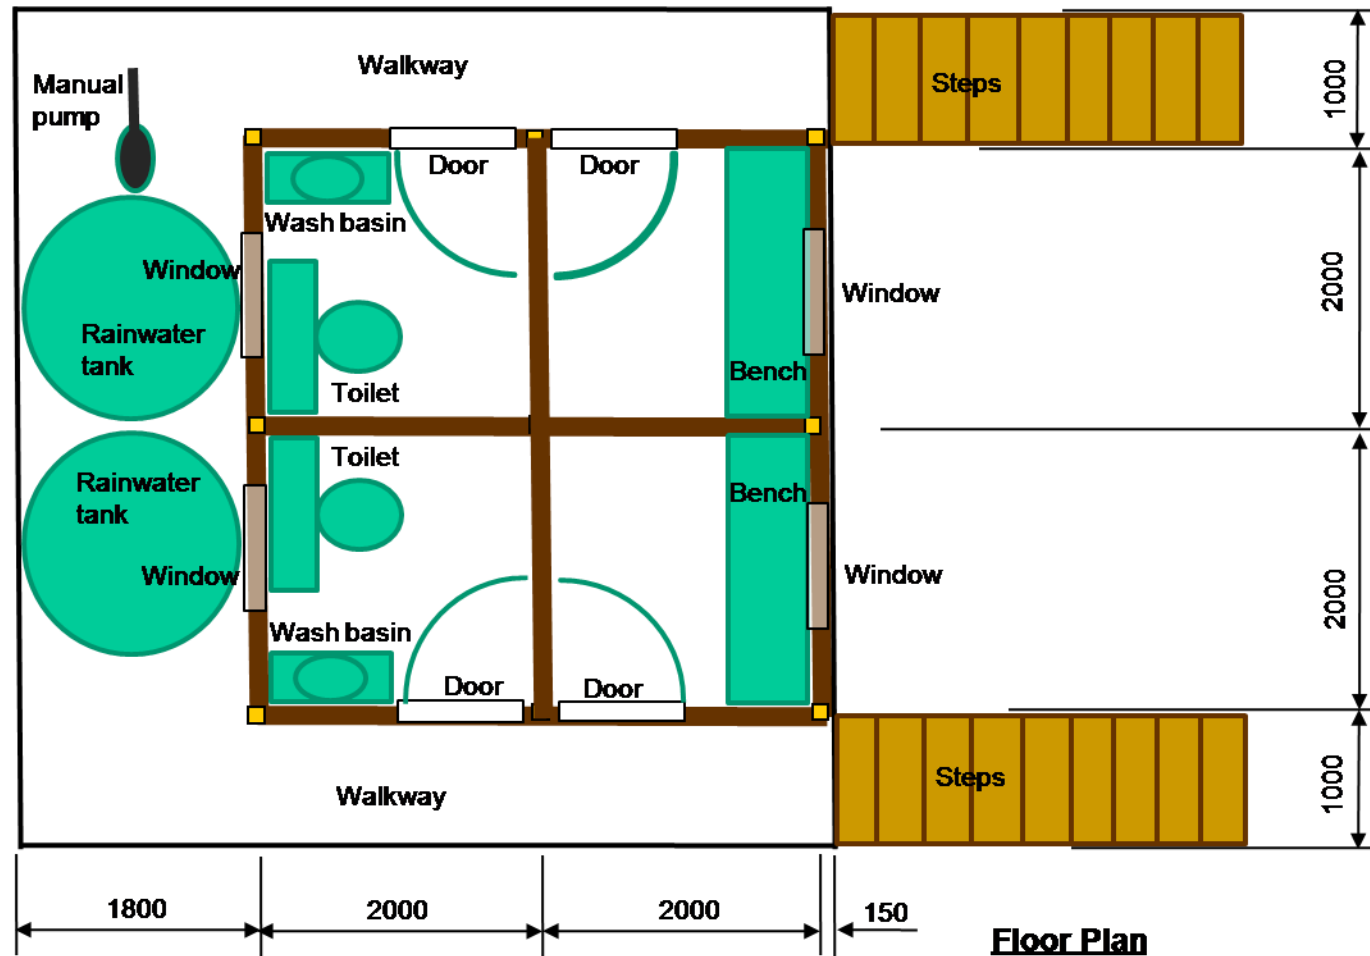 Walkway
Steps
1000
Manual
pump
Door
Door
Wash basin
Window
Window
2000
Rainwater
tank
Bench
Toilet
Toilet
Rainwater
tank
Bench
Window
Window
2000
Wash basin
Door
Door
Steps
Walkway
1000
1800
2000
2000
150
Floor Plan